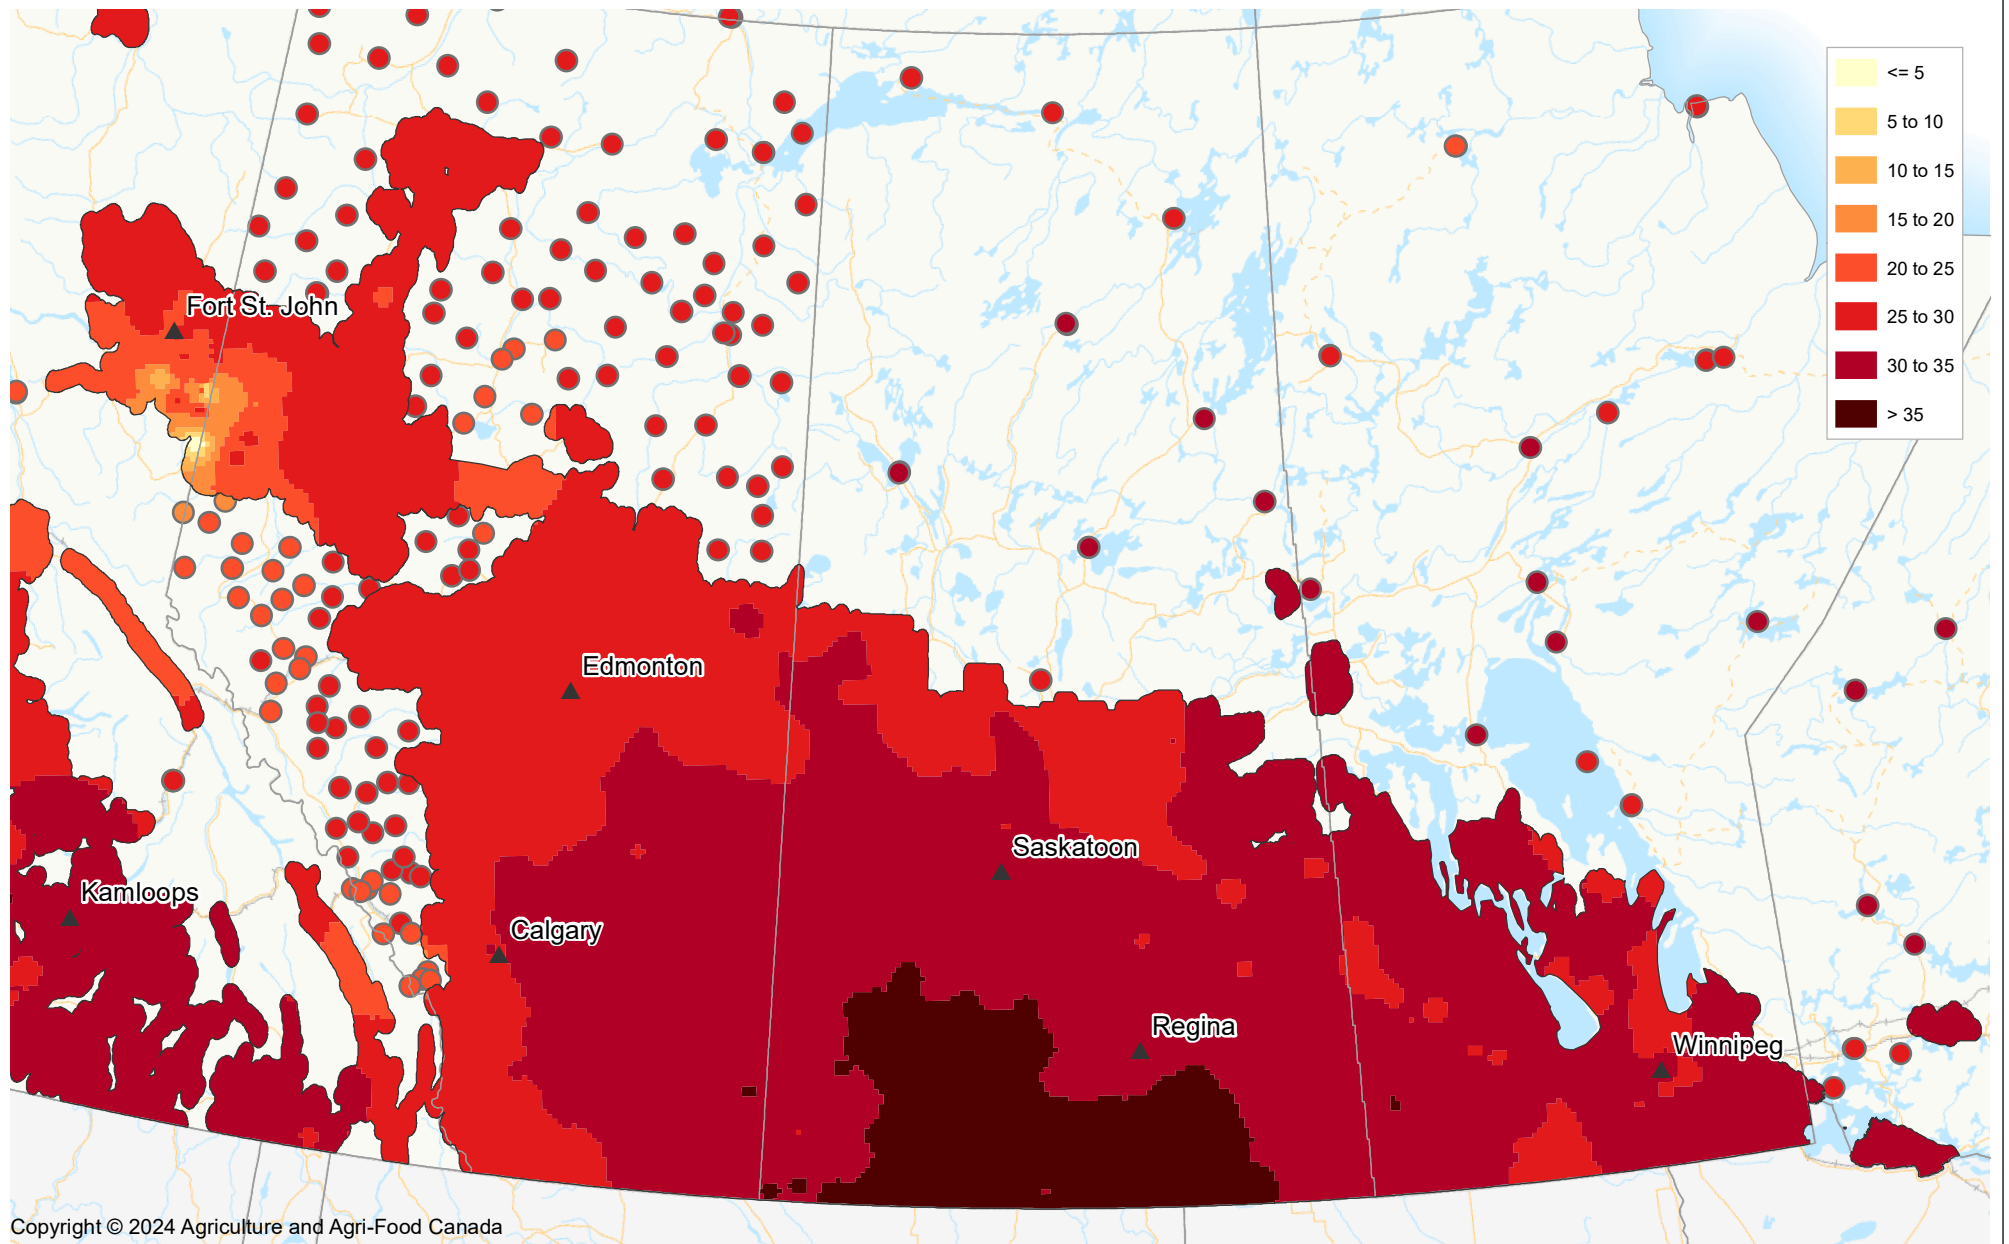 <= 5
5 to 10
10 to 15
15 to 20
20 to 25
25 to 30
30 to 35
> 35
Fort St. John
Edmonton
Saskatoon
Kamloops
Calgary
Regina
Winnipeg
Copyright © 2024 Agriculture and Agri-Food Canada